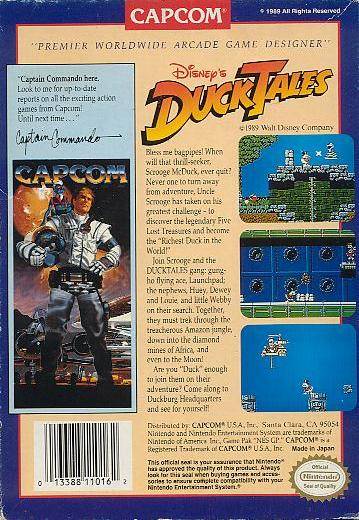 CAPCOM®
© 1989 All Rights Reserved
"PREMIER WORLDWIDE ARCADE GAME DESIGNER"
"Captain Commando here.
Look to me for up-to-date
reports on all the exciting action
games from Capcom!
Until next time . . ."
Captain Commando
CAPCOM
Disney's
DUCKTALES
©1989 Walt Disney Company
Bless me bagpipes! When
will that thrill-seeker,
Scrooge McDuck, ever quit?
Never one to turn away
from adventure, Uncle
Scrooge has taken on his
greatest challenge – to
discover the legendary Five
Lost Treasures and become
the "Richest Duck in the
World!"
Join Scrooge and the
DUCKTALES gang: gung-
ho flying ace, Launchpad;
the nephews, Huey, Dewey
and Louie, and little Webby
on their search. Together,
they must trek through the
treacherous Amazon jungle,
down into the diamond
mines of Africa, and
even to the Moon!
Are you "Duck" enough
to join them on their
adventure? Come along to
Duckburg Headquarters
and see for yourself!
Distributed by: CAPCOM® U.S.A, Inc. Santa Clara, CA 95054
Nintendo and Nintendo Entertainment System are trademarks of
Nintendo of America Inc, Game Pak "NES GP." CAPCOM® is a
Registered Trademark of CAPCOM U.S.A. Inc. Made in Japan
This official seal is your assurance that Nintendo®
has approved the quality of this product. Always
look for this seal when buying games and acces-
sories to ensure complete compatibility with your
Nintendo Entertainment System.®
Official
Nintendo
Seal of Quality
0 13388 11016 2